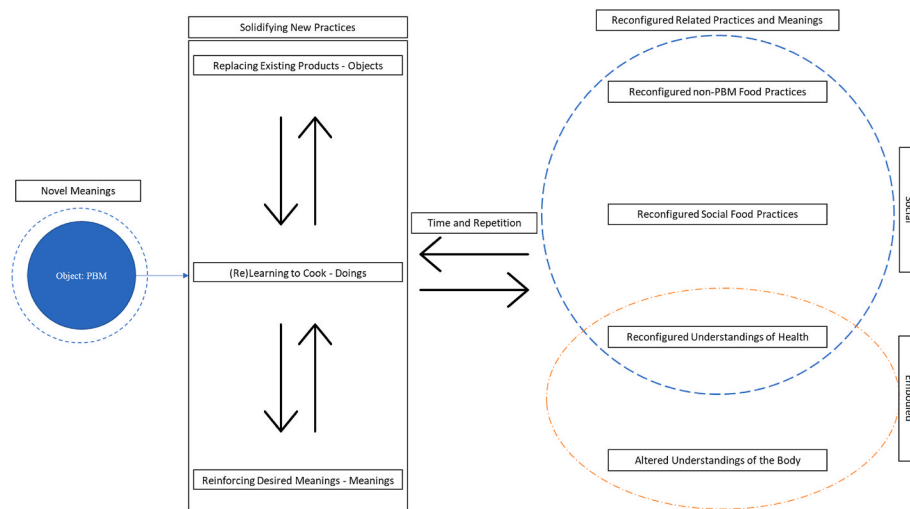 Solidifying New Practices
Reconfigured Related Practices and Meanings
Replacing Existing Products - Objects
Reconfigured non-PBM Food Practices
Novel Meanings
Object: PBM
(Re)Learning to Cook - Doings
Time and Repetition
Reconfigured Social Food Practices
Social
Reconfigured Understandings of Health
Embodied
Reinforcing Desired Meanings - Meanings
Altered Understandings of the Body